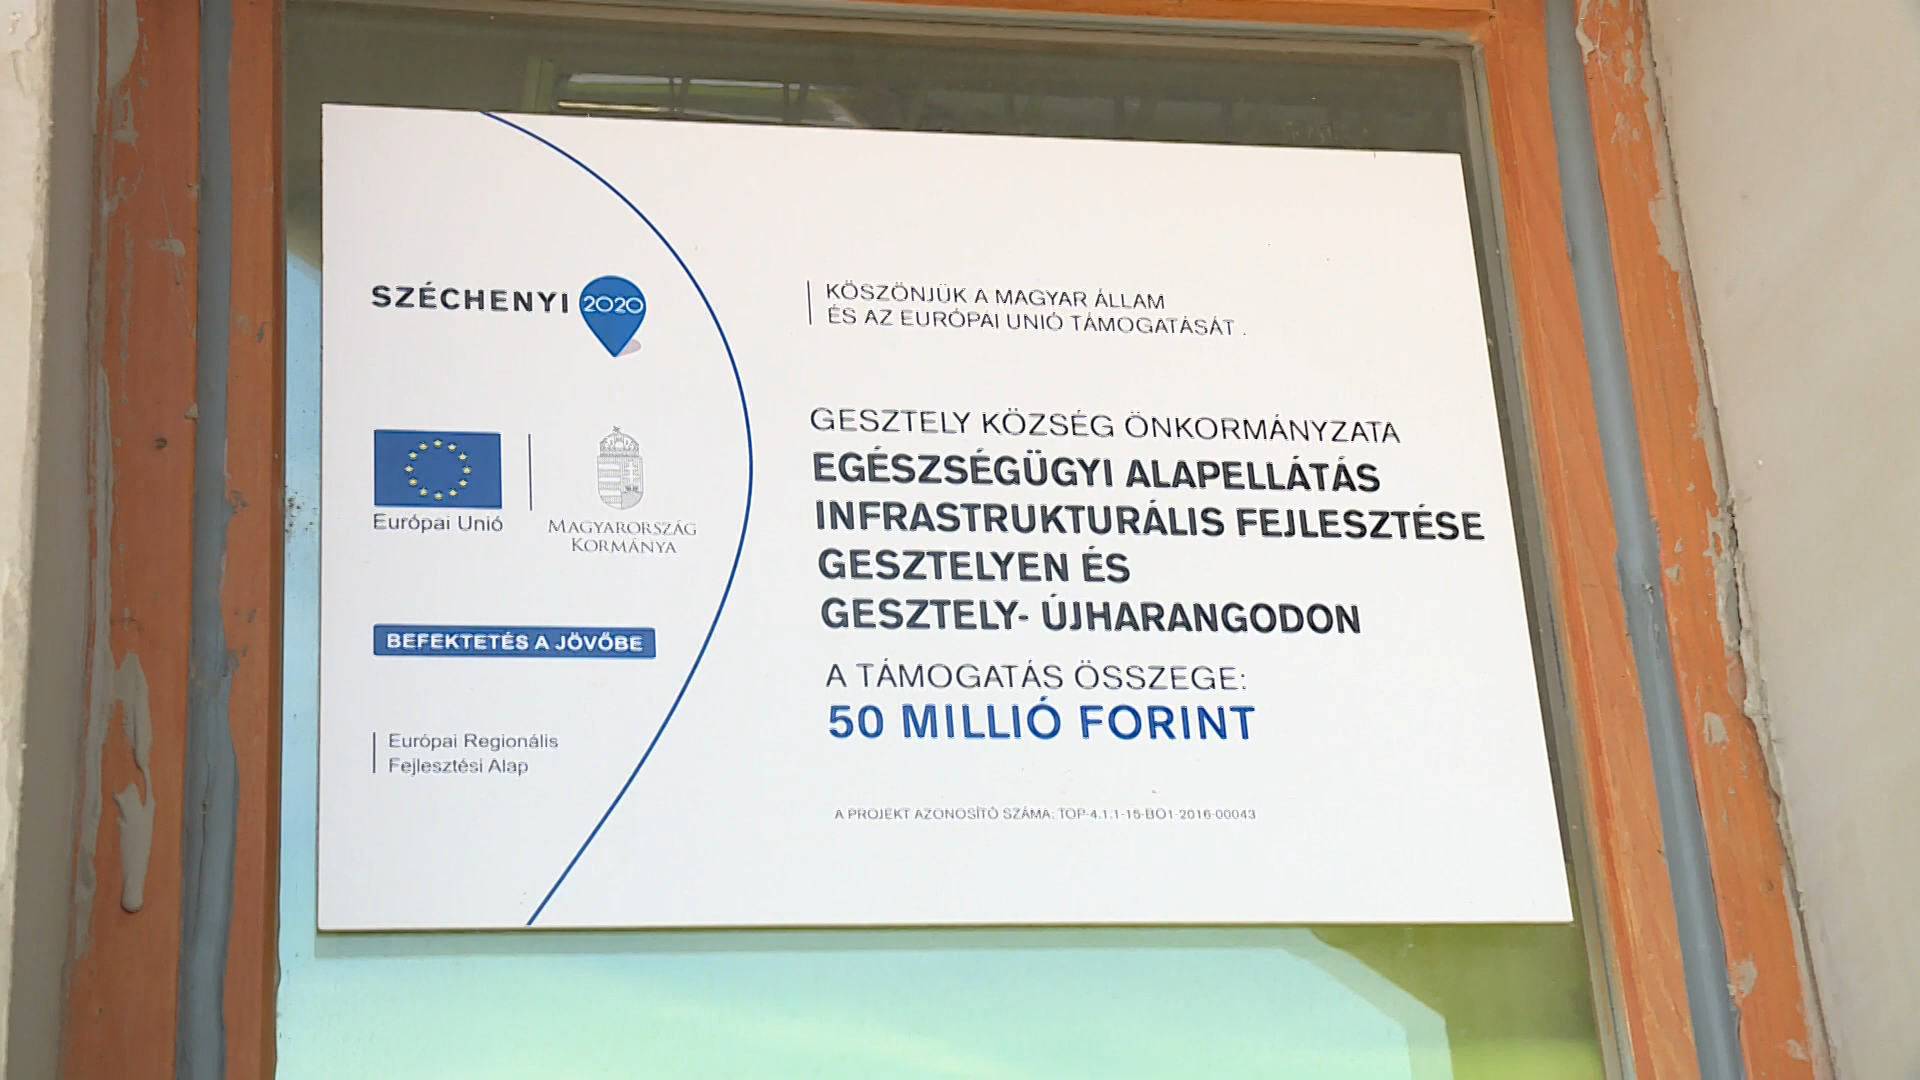 SZÉCHENYI 2020
Európai Unió
MAGYARORSZÁG
KORMÁNYA
BEFEKTETÉS A JÖVŐBE
Európai Regionális
Fejlesztési Alap
KÖSZÖNJÜK A MAGYAR ÁLLAM
ÉS AZ EURÓPAI UNIÓ TÁMOGATÁSÁT .
GESZTELY KÖZSÉG ÖNKORMÁNYZATA
EGÉSZSÉGÜGYI ALAPELLÁTÁS
INFRASTRUKTURÁLIS FEJLESZTÉSE
GESZTELYEN ÉS
GESZTELY- ÚJHARANGODON
A TÁMOGATÁS ÖSSZEGE:
50 MILLIÓ FORINT
A PROJEKT AZONOSÍTÓ SZÁMA: TOP-4.1.1-15-BO1-2016-00043